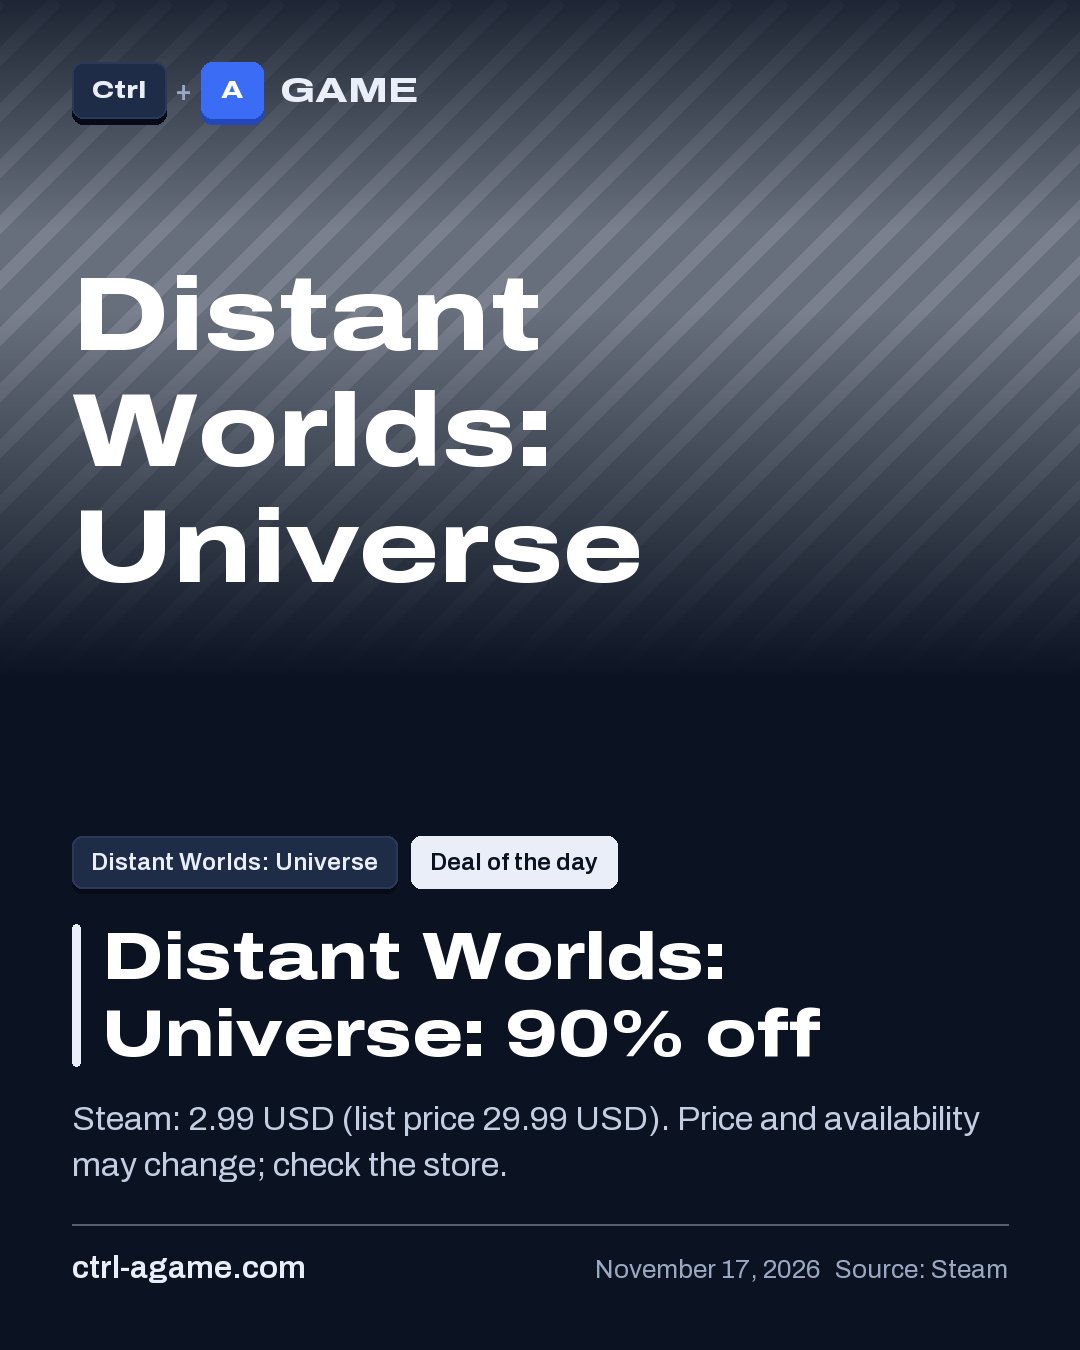 Ctrl + A GAME
Distant
Worlds:
Universe
Distant Worlds: Universe Deal of the day
Distant Worlds:
Universe: 90% off
Steam: 2.99 USD (list price 29.99 USD). Price and availability
may change; check the store.
ctrl-agame.com November 17, 2026 Source: Steam